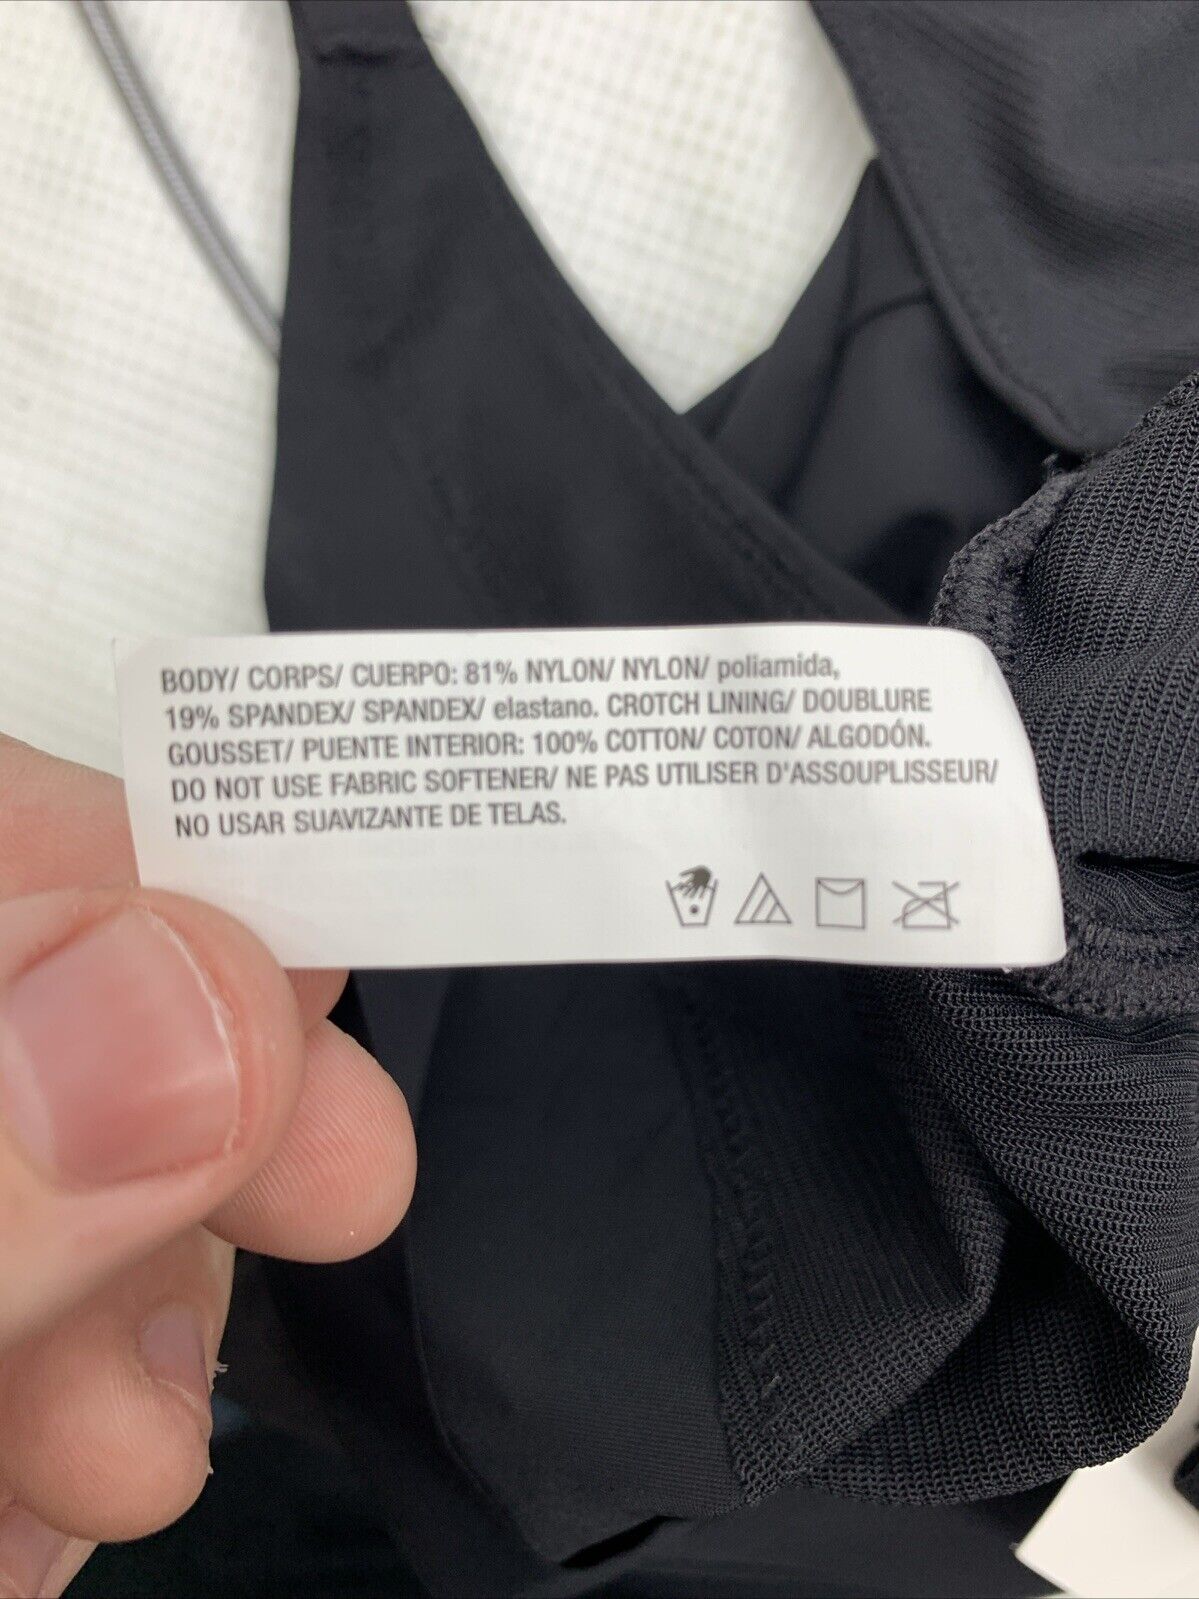 BODY/ CORPS/ CUERPO: 81% NYLON/ NYLON/ poliamida,
19% SPANDEX/ SPANDEX/ elastano. CROTCH LINING/ DOUBLURE
GOUSSET/ PUENTE INTERIOR: 100% COTTON/ COTON/ ALGODÓN.
DO NOT USE FABRIC SOFTENER/ NE PAS UTILISER D'ASSOUPLISSEUR/
NO USAR SUAVIZANTE DE TELAS.